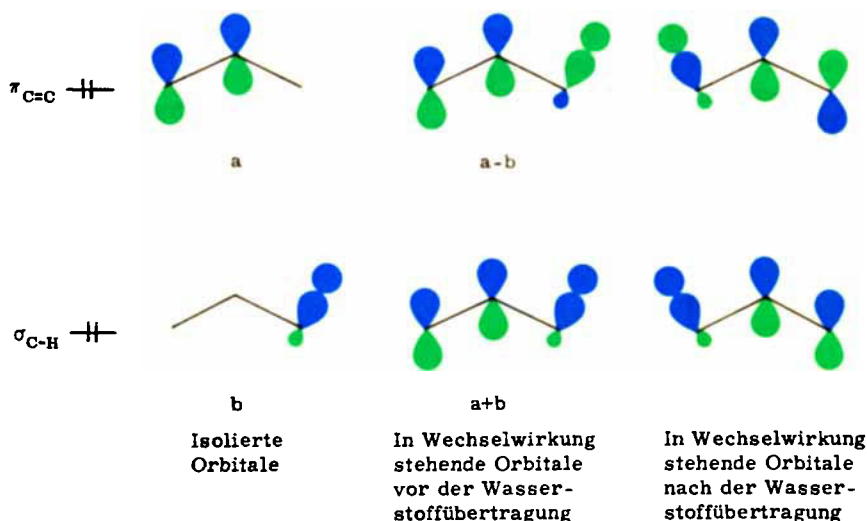 π C=C
a
a-b
σ C-H
b
a+b
Isolierte
Orbitale
In Wechselwirkung
stehende Orbitale
vor der Wasser-
stoffübertragung
In Wechselwirkung
stehende Orbitale
nach der Wasser-
stoffübertragung